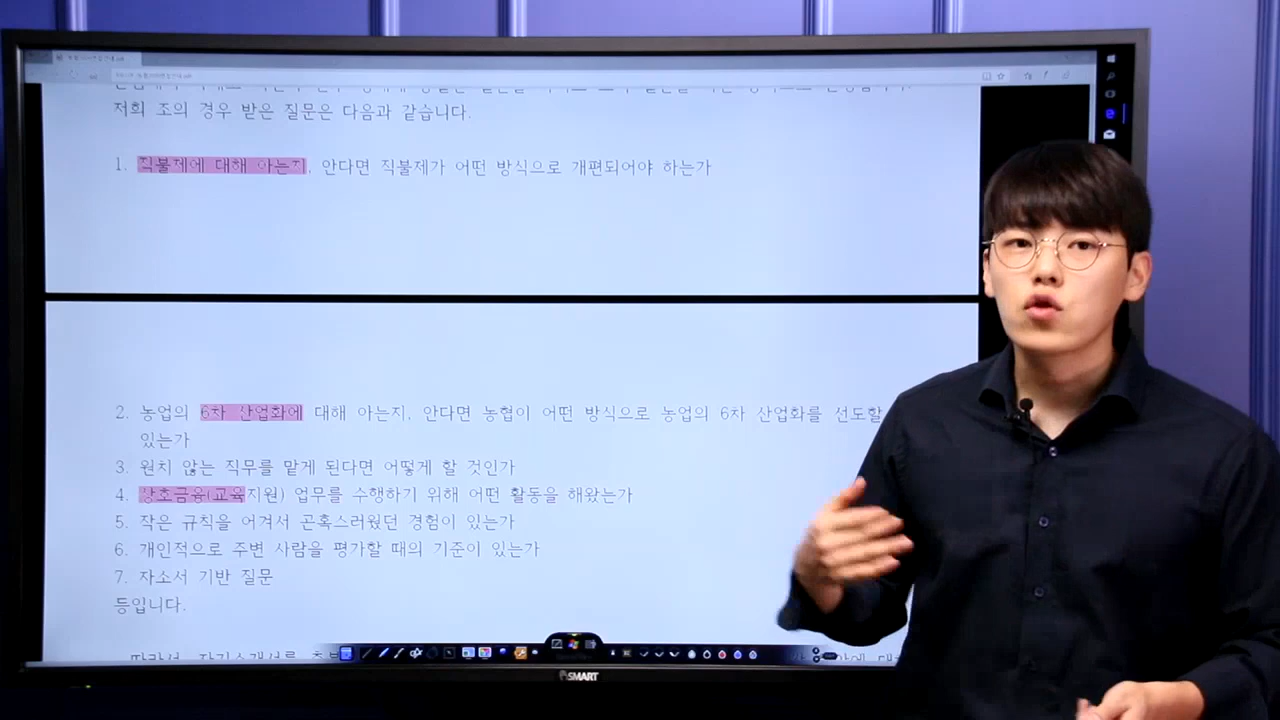 저희 조의 경우 받은 질문은 다음과 같습니다.
1. 직불제에 대해 아는지, 안다면 직불제가 어떤 방식으로 개편되어야 하는가
2. 농업의 6차 산업화에 대해 아는지, 안다면 농협이 어떤 방식으로 농업의 6차 산업화를 선도할
있는가
3. 원치 않는 직무를 맡게 된다면 어떻게 할 것인가
4. 상호금융(교육지원) 업무를 수행하기 위해 어떤 활동을 해왔는가
5. 작은 규칙을 어겨서 곤혹스러웠던 경험이 있는가
6. 개인적으로 주변 사람을 평가할 때의 기준이 있는가
7. 자소서 기반 질문
등입니다.
SMART